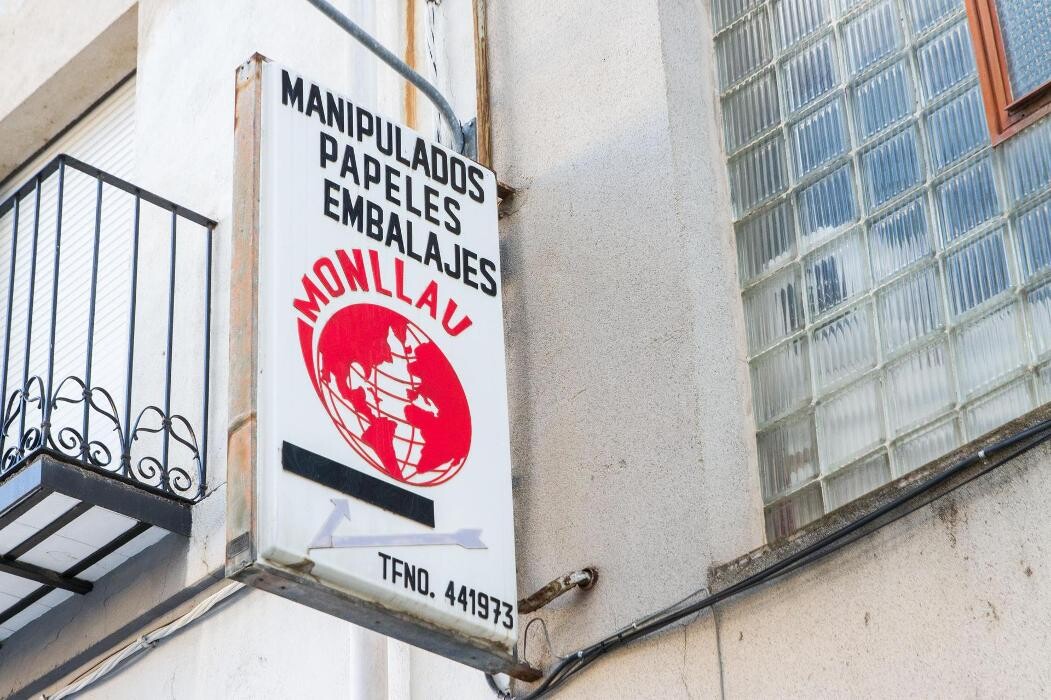 MANIPULADOS
PAPELES
EMBALAJES
MONLLAU
TFNO. 441973